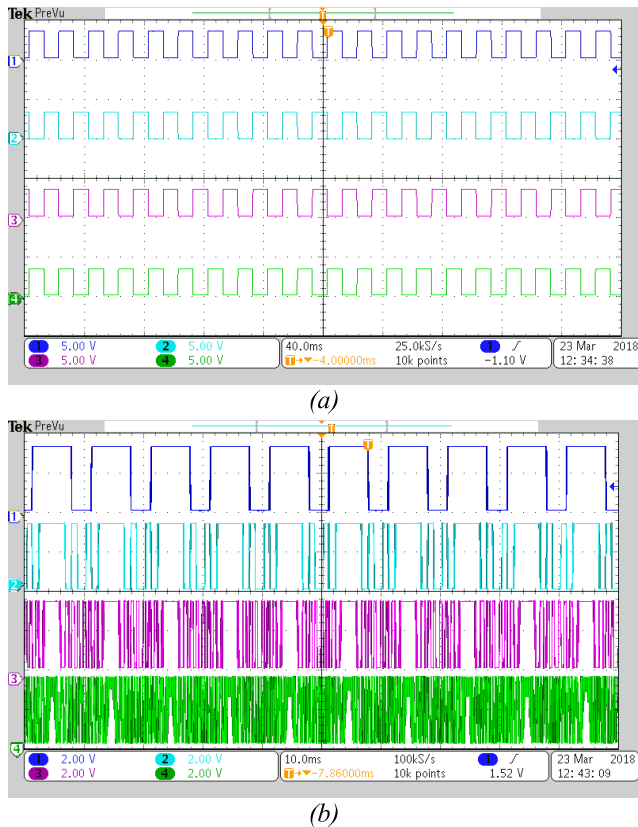 Tek PreVu
T
T
1
2
3
4
1 5.00 V 2 5.00 V 40.0ms 25.0kS/s 1 ʃ 23 Mar 2018
3 5.00 V 4 5.00 V T→▼−4.00000ms 10k points −1.10 V 12:34:38
(a)
Tek PreVu
T
T
1
2
3
4
1 2.00 V 2 2.00 V 10.0ms 100kS/s 1 ʃ 23 Mar 2018
3 2.00 V 4 2.00 V T→▼−7.86000ms 10k points 1.52 V 12:43:09
(b)